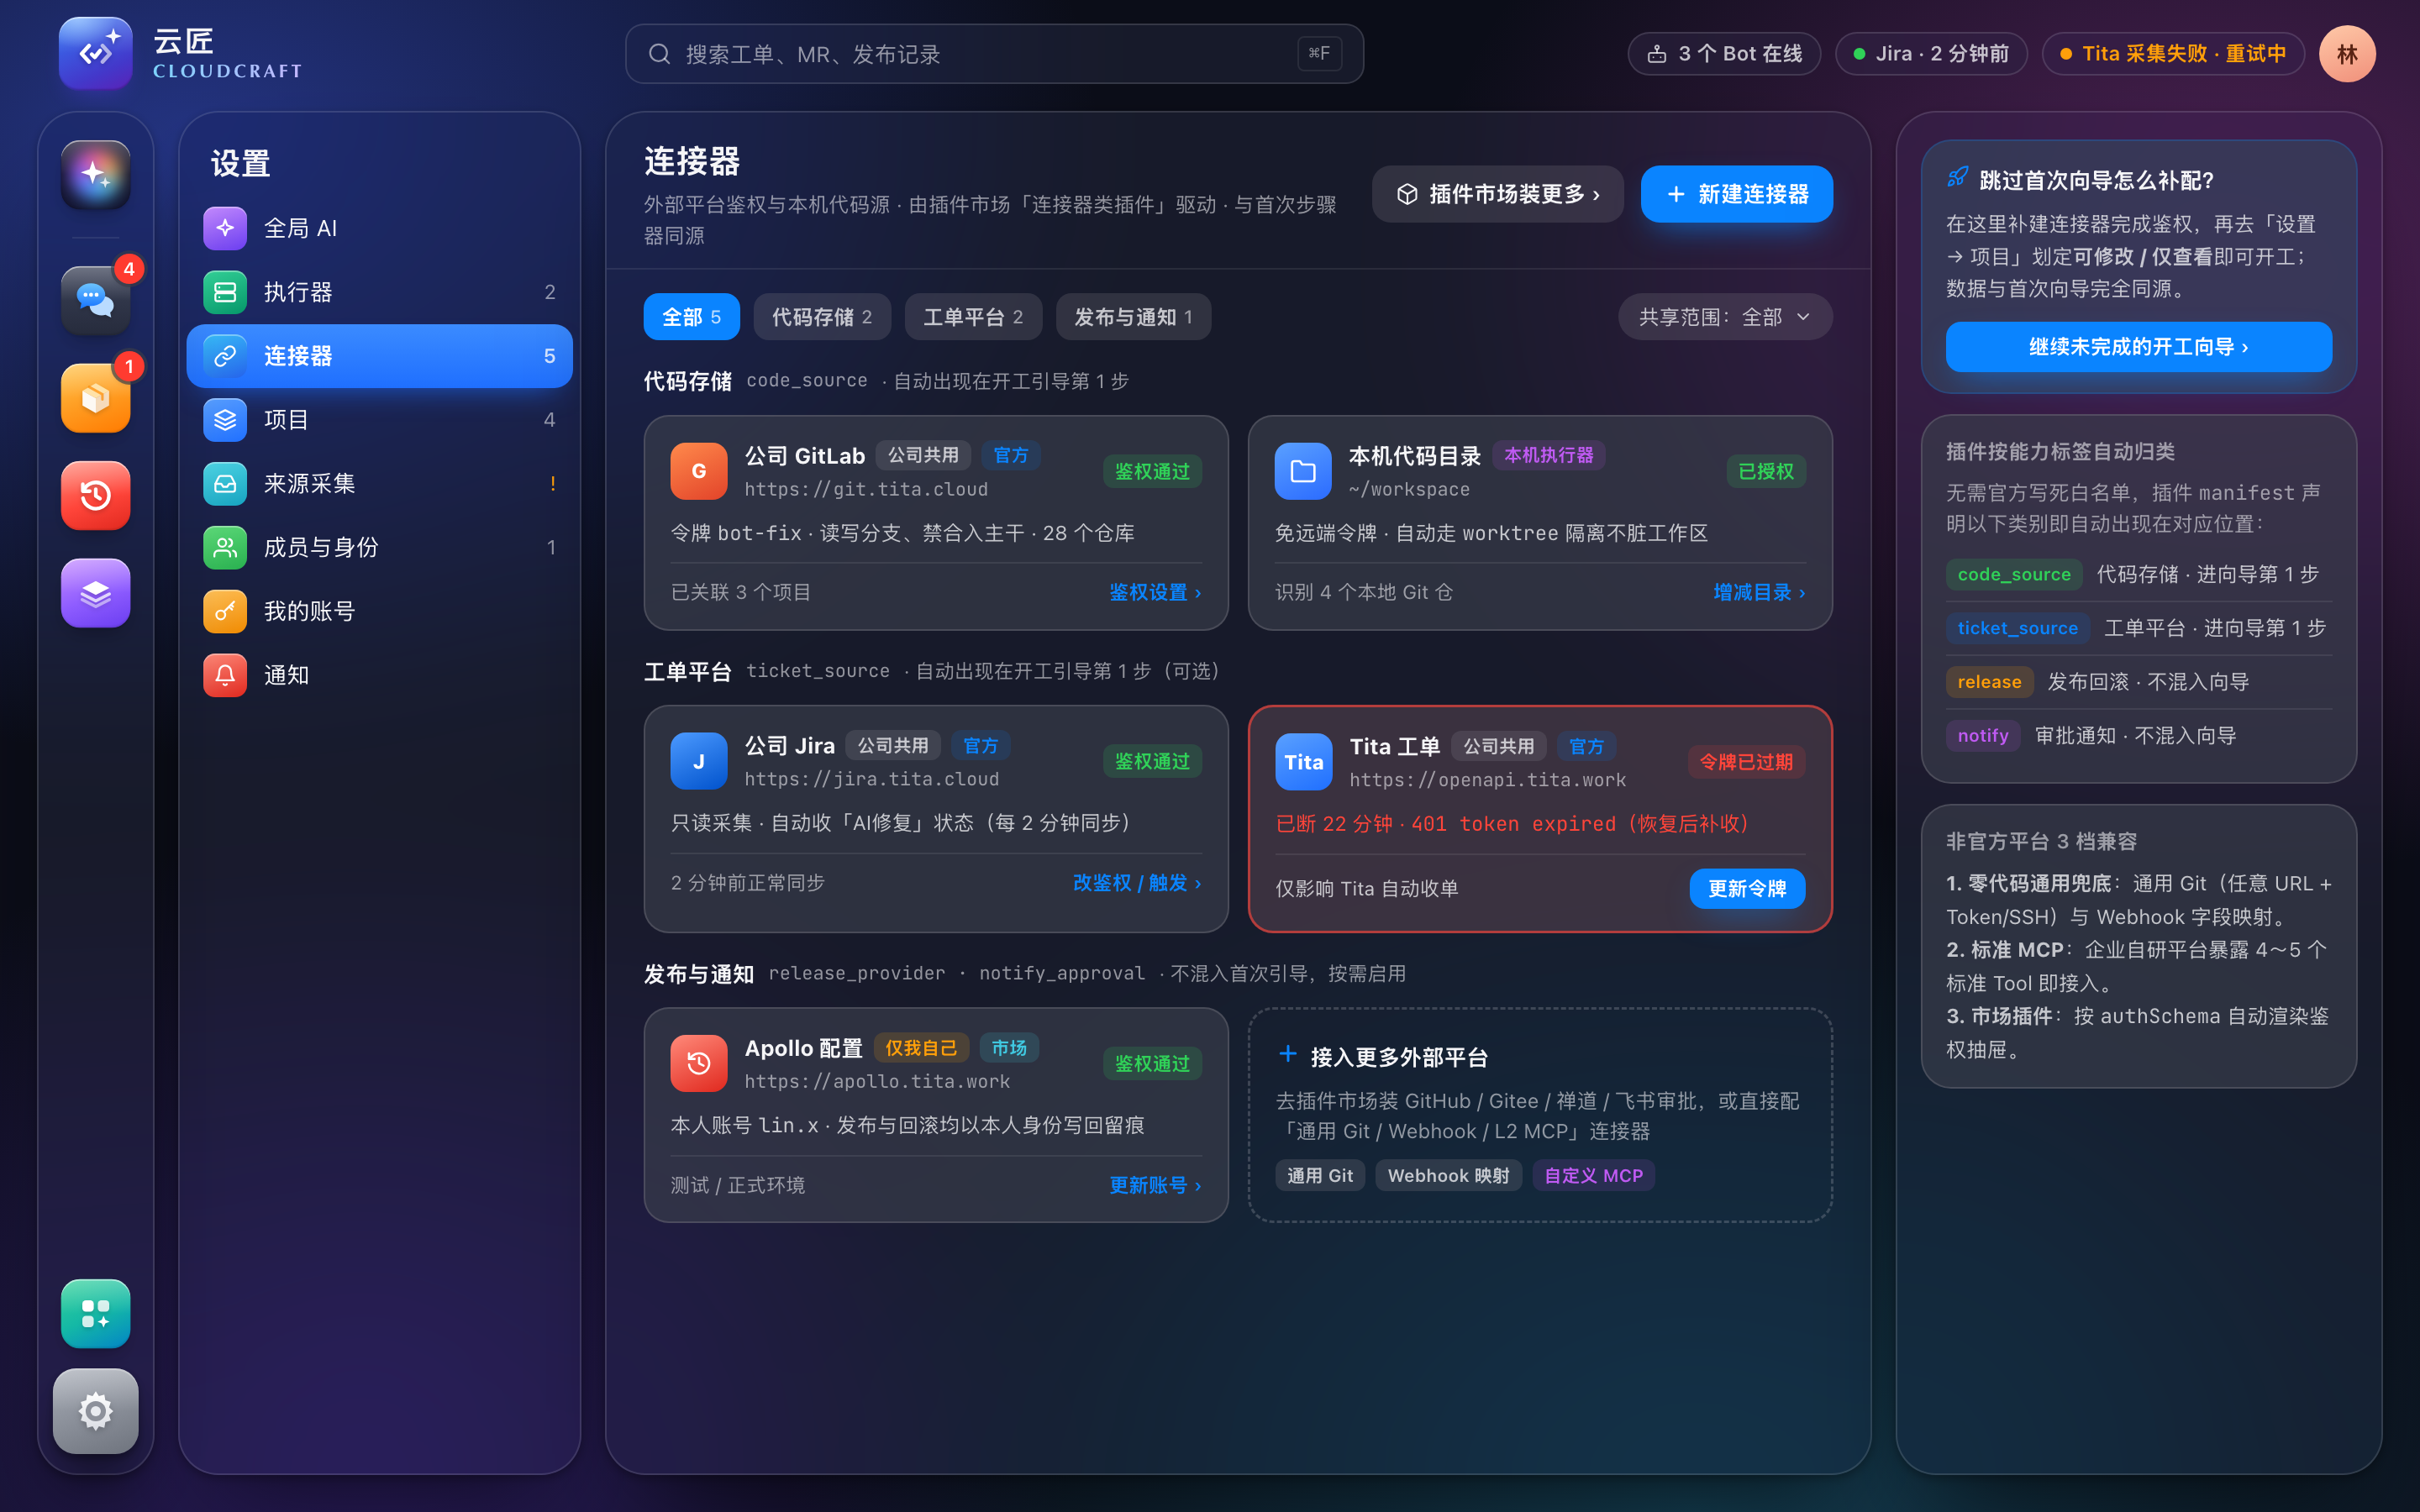 云匠
CLOUDCRAFT
搜索工单、MR、发布记录
⌘F
3 个 Bot 在线
Jira · 2 分钟前
Tita 采集失败 · 重试中
林
4
1
设置
全局 AI
执行器 2
连接器 5
项目 4
来源采集 !
成员与身份 1
我的账号
通知
连接器
外部平台鉴权与本机代码源 · 由插件市场「连接器类插件」驱动 · 与首次步骤
器同源
插件市场装更多 ›
+ 新建连接器
全部 5
代码存储 2
工单平台 2
发布与通知 1
共享范围：全部
代码存储 code_source · 自动出现在开工引导第 1 步
G
公司 GitLab 公司共用 官方
https://git.tita.cloud
鉴权通过
令牌 bot-fix · 读写分支、禁合入主干 · 28 个仓库
已关联 3 个项目
鉴权设置 ›
本机代码目录 本机执行器
~/workspace
已授权
免远端令牌 · 自动走 worktree 隔离不脏工作区
识别 4 个本地 Git 仓
增减目录 ›
工单平台 ticket_source · 自动出现在开工引导第 1 步（可选）
J
公司 Jira 公司共用 官方
https://jira.tita.cloud
鉴权通过
只读采集 · 自动收「AI修复」状态（每 2 分钟同步）
2 分钟前正常同步
改鉴权 / 触发 ›
Tita
Tita 工单 公司共用 官方
https://openapi.tita.work
令牌已过期
已断 22 分钟 · 401 token expired（恢复后补收）
仅影响 Tita 自动收单
更新令牌
发布与通知 release_provider · notify_approval · 不混入首次引导，按需启用
Apollo 配置 仅我自己 市场
https://apollo.tita.work
鉴权通过
本人账号 lin.x · 发布与回滚均以本人身份写回留痕
测试 / 正式环境
更新账号 ›
+ 接入更多外部平台
去插件市场装 GitHub / Gitee / 禅道 / 飞书审批，或直接配
「通用 Git / Webhook / L2 MCP」连接器
通用 Git
Webhook 映射
自定义 MCP
跳过首次向导怎么补配?
在这里补建连接器完成鉴权，再去「设置
→ 项目」划定可修改 / 仅查看即可开工；
数据与首次向导完全同源。
继续未完成的开工向导 ›
插件按能力标签自动归类
无需官方写死白名单，插件 manifest 声
明以下类别即自动出现在对应位置：
code_source 代码存储 · 进向导第 1 步
ticket_source 工单平台 · 进向导第 1 步
release 发布回滚 · 不混入向导
notify 审批通知 · 不混入向导
非官方平台 3 档兼容
1. 零代码通用兜底：通用 Git（任意 URL +
Token/SSH）与 Webhook 字段映射。
2. 标准 MCP：企业自研平台暴露 4～5 个
标准 Tool 即接入。
3. 市场插件：按 authSchema 自动渲染鉴
权抽屉。